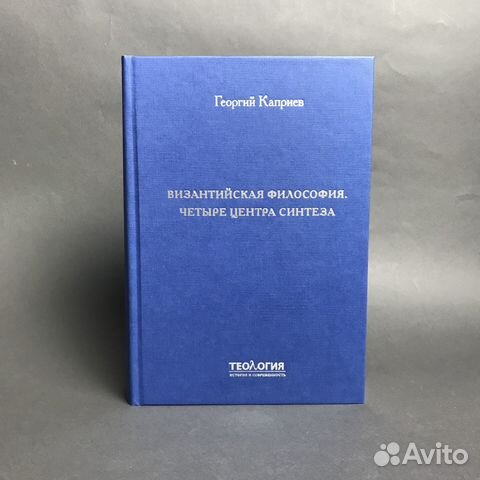 Георгий Каприев
ВИЗАНТИЙСКАЯ ФИЛОСОФИЯ.
ЧЕТЫРЕ ЦЕНТРА СИНТЕЗА
ТЕОЛОГИЯ
ИСТОРИЯ И СОВРЕМЕННОСТЬ
Avito